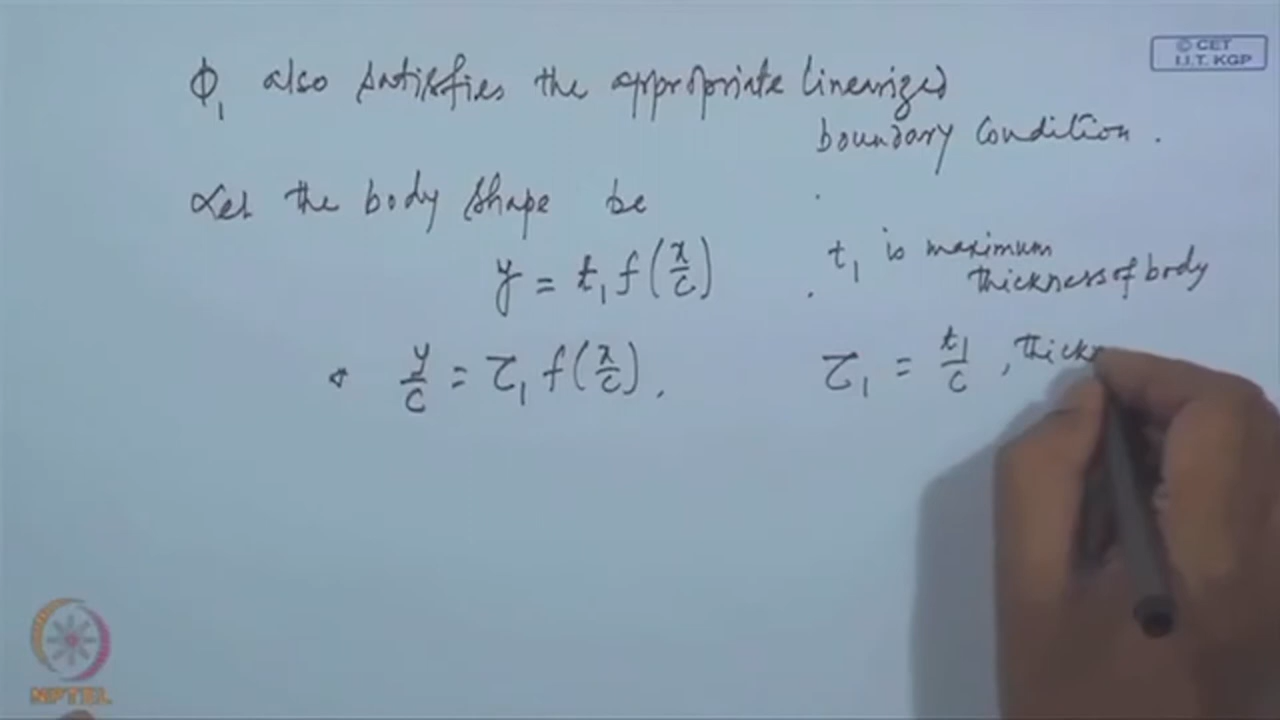 © CET
I.I.T. KGP
Φ₁ also satisfies the appropriate linearized
boundary condition.
Let the body shape be
y = t₁ f(x/c)
t₁ is maximum
thickness of body
y/c = τ₁ f(x/c).
τ₁ = t₁/c, thick
NPTEL